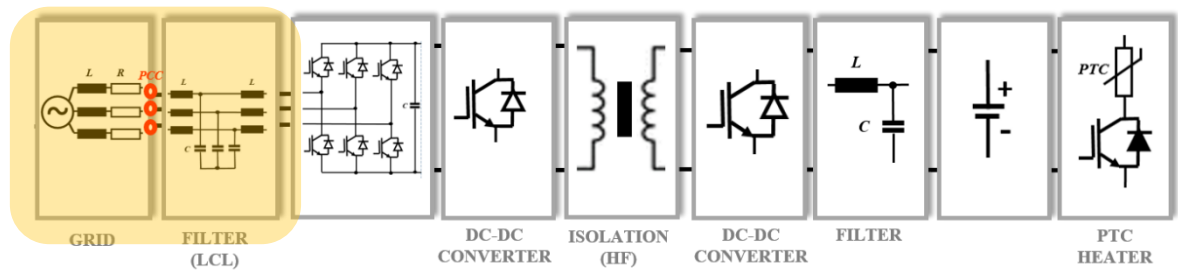 L R PCC L L
C
C
L
C
+
-
PTC
GRID
FILTER
(LCL)
DC-DC
CONVERTER
ISOLATION
(HF)
DC-DC
CONVERTER
FILTER
PTC
HEATER